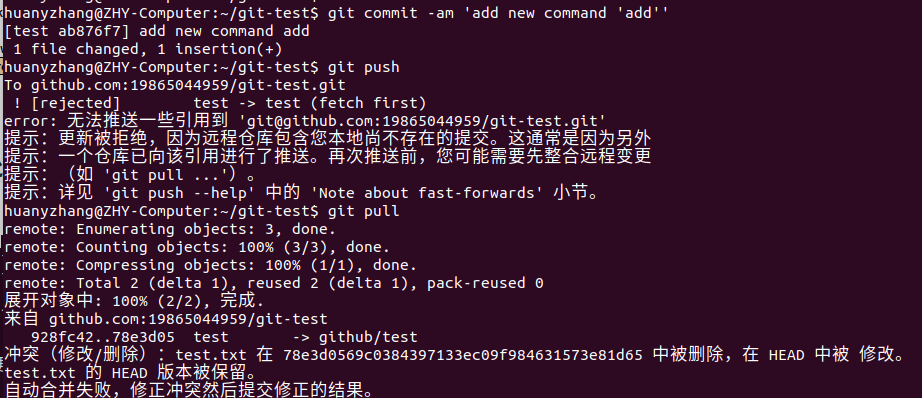 huanyzhang@ZHY-Computer:~/git-test$ git commit -am 'add new command 'add''
[test ab876f7] add new command add
 1 file changed, 1 insertion(+)
huanyzhang@ZHY-Computer:~/git-test$ git push
To github.com:19865044959/git-test.git
 ! [rejected]        test -> test (fetch first)
error: 无法推送一些引用到 'git@github.com:19865044959/git-test.git'
提示：更新被拒绝，因为远程仓库包含您本地尚不存在的提交。这通常是因为另外
提示：一个仓库已向该引用进行了推送。再次推送前，您可能需要先整合远程变更
提示：（如 'git pull ...'）。
提示：详见 'git push --help' 中的 'Note about fast-forwards' 小节。
huanyzhang@ZHY-Computer:~/git-test$ git pull
remote: Enumerating objects: 3, done.
remote: Counting objects: 100% (3/3), done.
remote: Compressing objects: 100% (1/1), done.
remote: Total 2 (delta 1), reused 2 (delta 1), pack-reused 0
展开对象中: 100% (2/2), 完成.
来自 github.com:19865044959/git-test
   928fc42..78e3d05  test       -> github/test
冲突（修改/删除）：test.txt 在 78e3d0569c0384397133ec09f984631573e81d65 中被删除，在 HEAD 中被 修改。
test.txt 的 HEAD 版本被保留。
自动合并失败，修正冲突然后提交修正的结果。